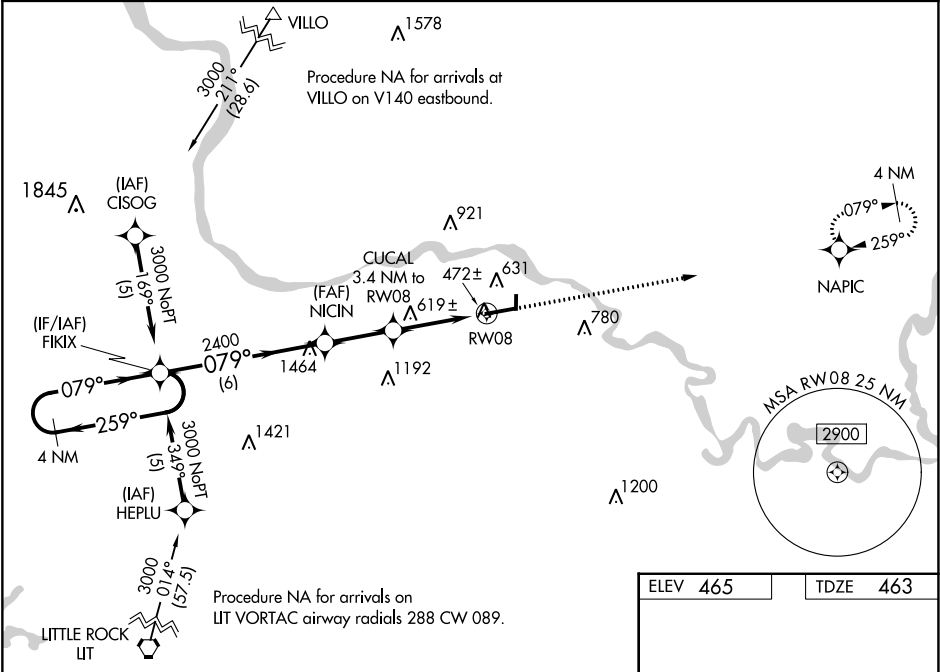 VILLO
1578
3000
211°
(28.6)
Procedure NA for arrivals at
VILLO on V140 eastbound.
1845
(IAF)
CISOG
3000 NoPT
169°
(5)
921
4 NM
079°
259°
NAPIC
CUCAL
3.4 NM to
RW08
472±
631
(FAF)
NICIN
619±
RW08
780
(IF/IAF)
FIKIX
2400
079°
(6)
1464
1192
079°
259°
4 NM
1421
3000 NoPT
349°
(5)
MSA RW08 25 NM
2900
(IAF)
HEPLU
1200
3000
014°
(57.5)
Procedure NA for arrivals on
LIT VORTAC airway radials 288 CW 089.
LITTLE ROCK
LIT
ELEV 465
TDZE 463